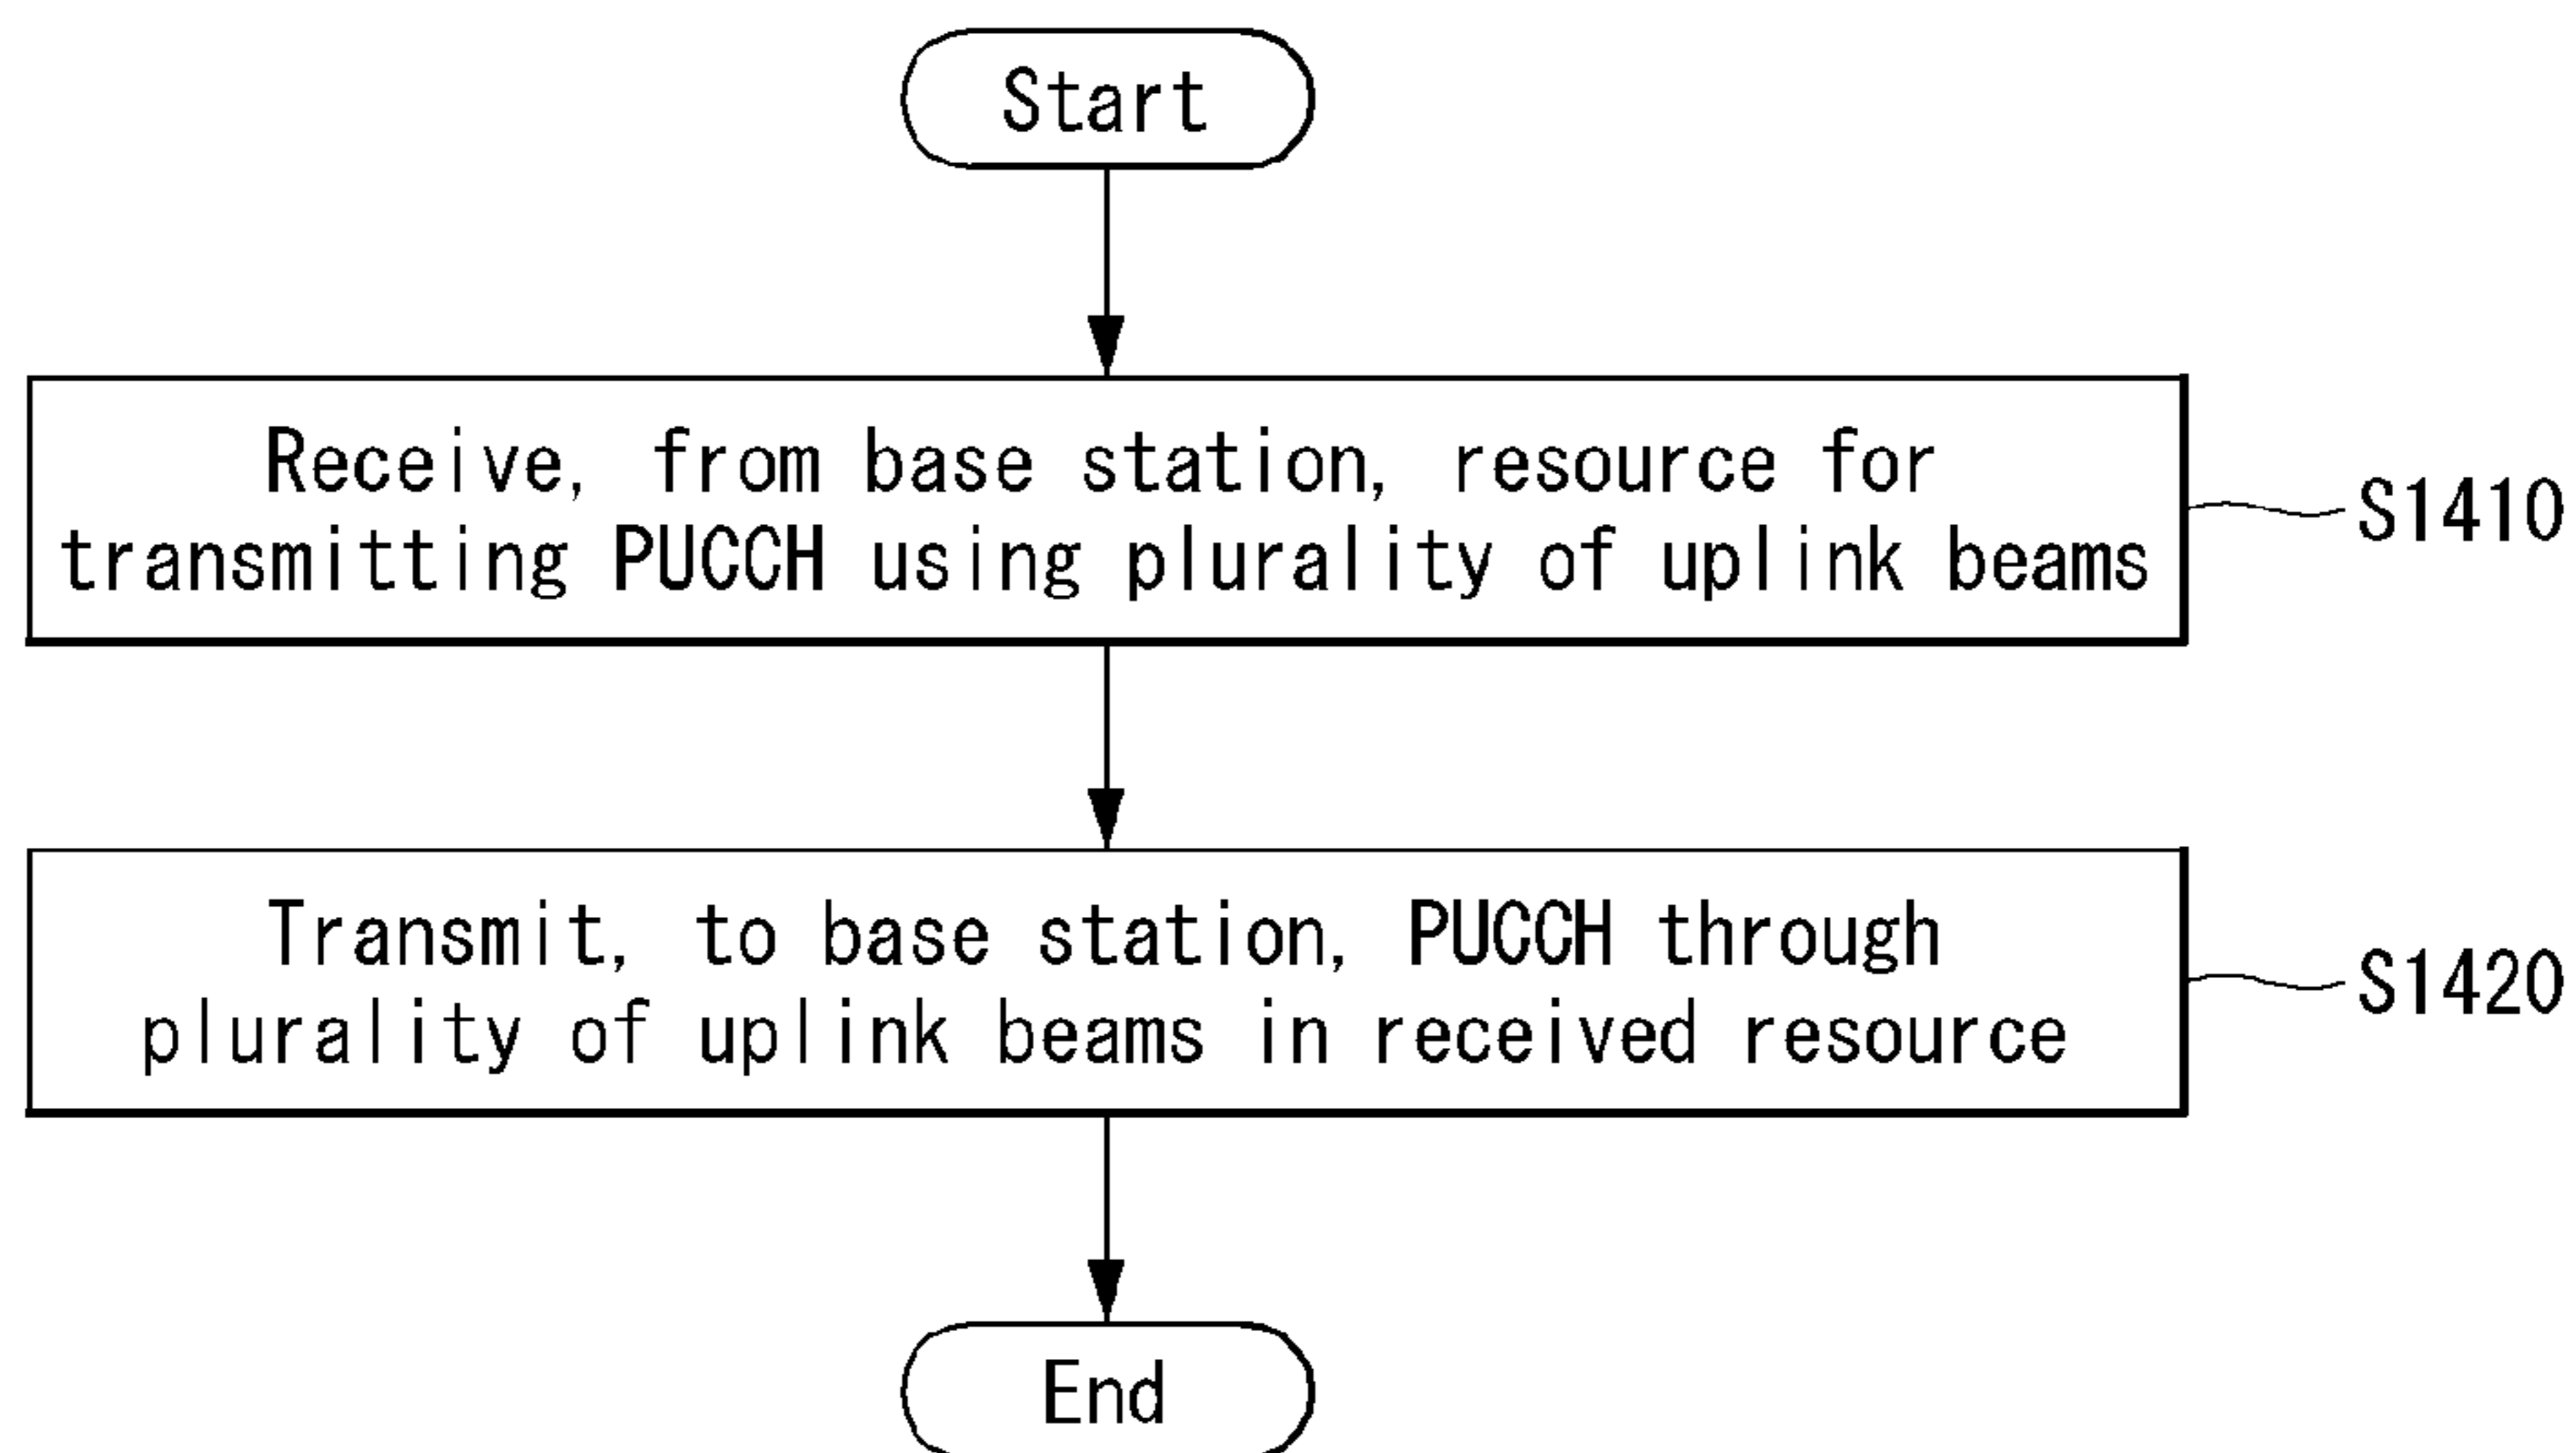 Start
Receive, from base station, resource for
transmitting PUCCH using plurality of uplink beams
S1410
Transmit, to base station, PUCCH through
plurality of uplink beams in received resource
S1420
End